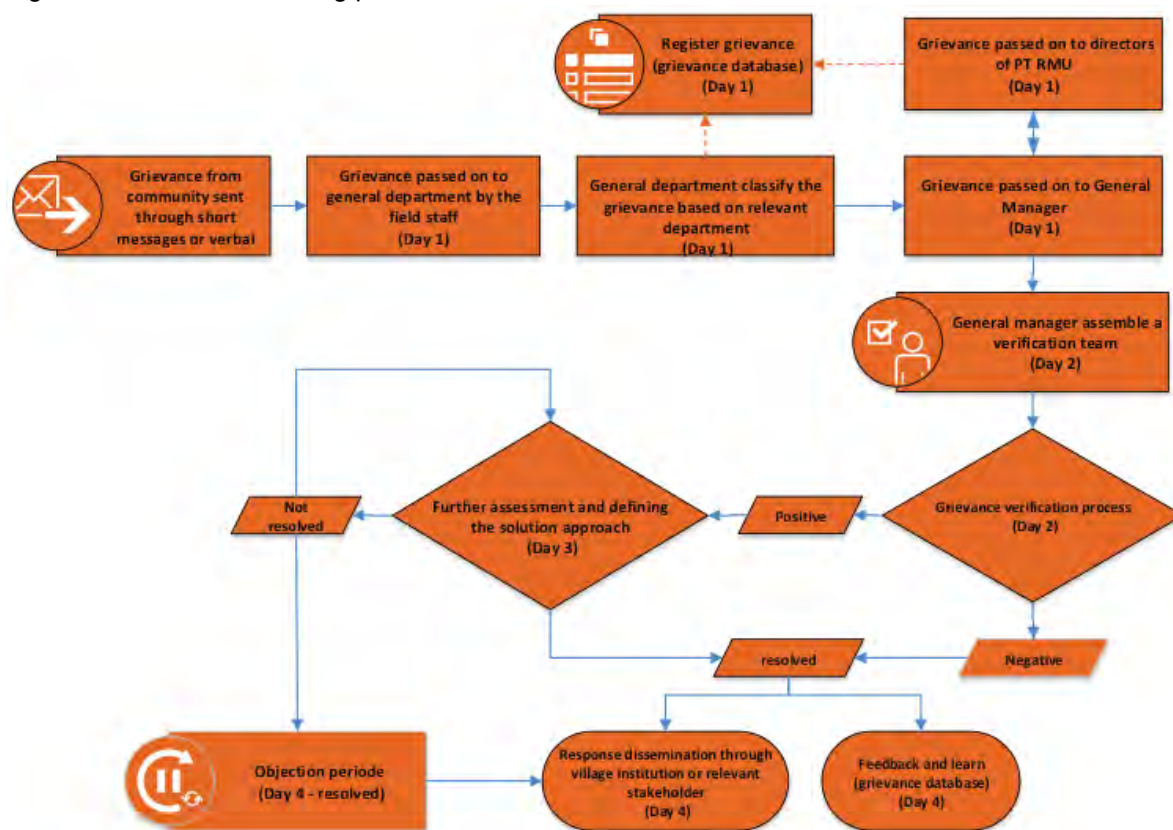 Register grievance
(grievance database)
(Day 1)
Grievance passed on to directors
of PT RMU
(Day 1)
Grievance from
community sent
through short
messages or verbal
Grievance passed on to
general department by the
field staff
(Day 1)
General department classify the
grievance based on relevant
department
(Day 1)
Grievance passed on to General
Manager
(Day 1)
General manager assemble a
verification team
(Day 2)
Not
resolved
Further assessment and defining
the solution approach
(Day 3)
Positive
Grievance verification process
(Day 2)
resolved
Negative
Objection periode
(Day 4 - resolved)
Response dissemination through
village institution or relevant
stakeholder
(Day 4)
Feedback and learn
(grievance database)
(Day 4)